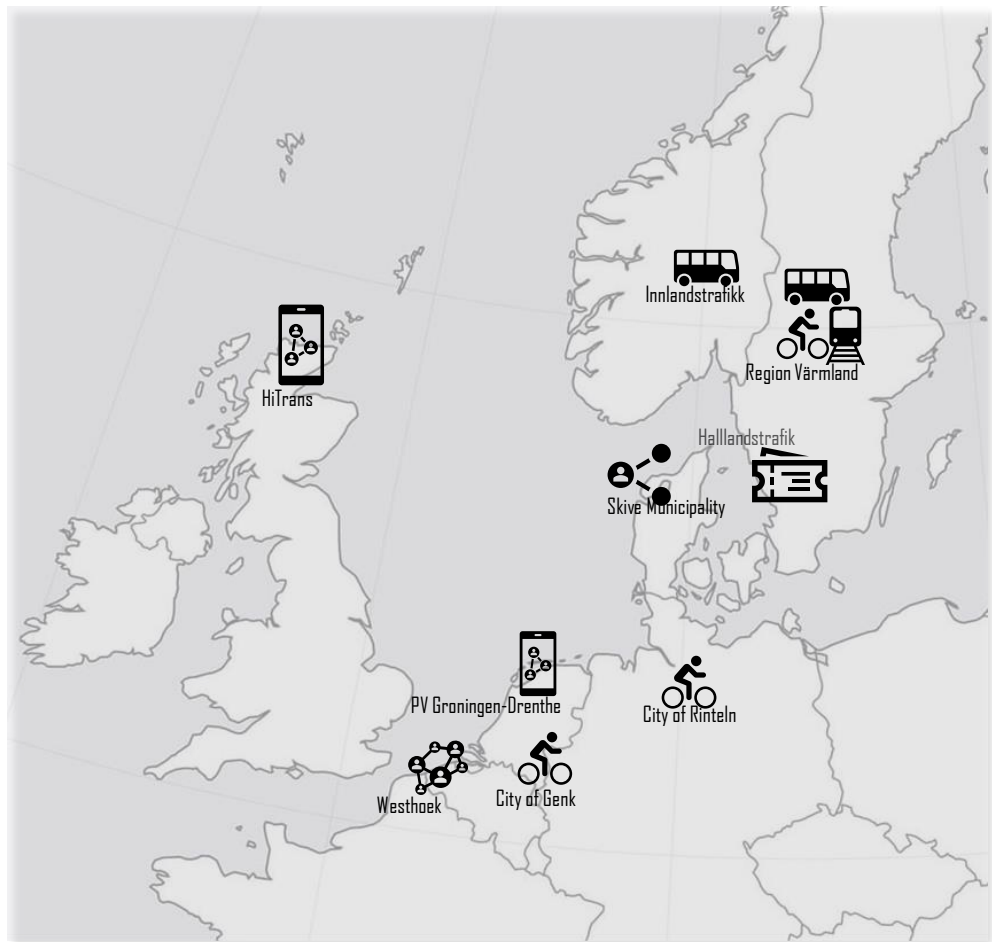 Innlandstrafikk
Region Värmland
HiTrans
Halllandstrafik
Skive Municipality
PV Groningen-Drenthe
City of Rinteln
City of Genk
Westhoek